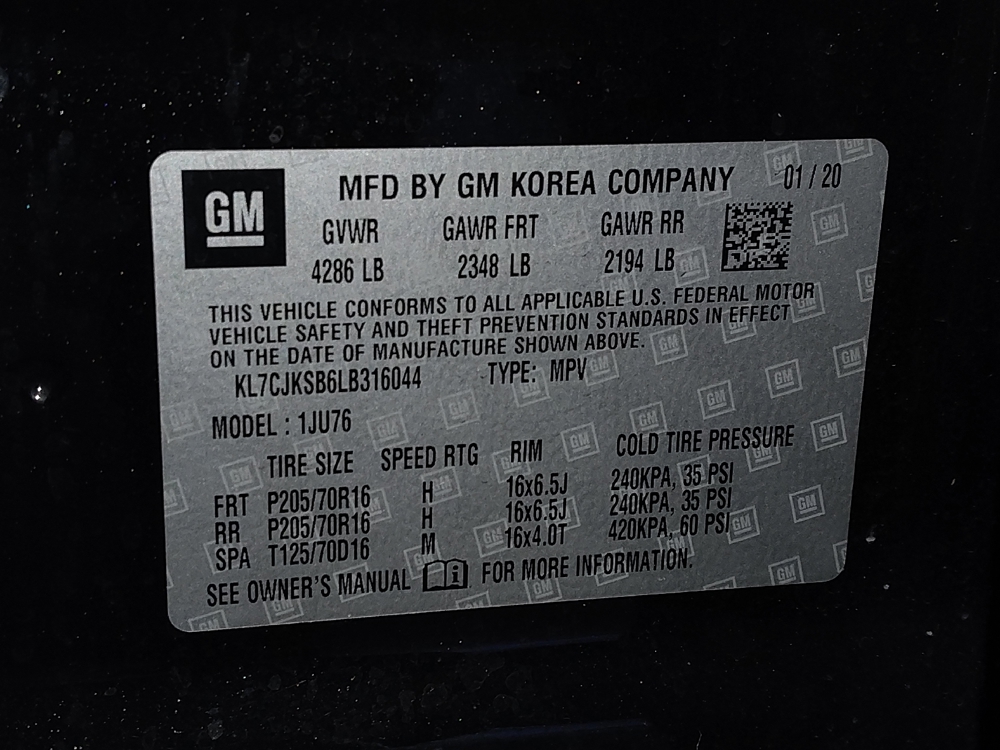 GM MFD BY GM KOREA COMPANY 01 / 20
GVWR GAWR FRT GAWR RR
4286 LB 2348 LB 2194 LB
THIS VEHICLE CONFORMS TO ALL APPLICABLE U.S. FEDERAL MOTOR
VEHICLE SAFETY AND THEFT PREVENTION STANDARDS IN EFFECT
ON THE DATE OF MANUFACTURE SHOWN ABOVE.
KL7CJKSB6LB316044 TYPE: MPV
MODEL : 1JU76
TIRE SIZE SPEED RTG RIM COLD TIRE PRESSURE
FRT P205/70R16 H 16x6.5J 240KPA, 35 PSI
RR P205/70R16 H 16x6.5J 240KPA, 35 PSI
SPA T125/70D16 M 16x4.0T 420KPA, 60 PSI
SEE OWNER'S MANUAL FOR MORE INFORMATION.